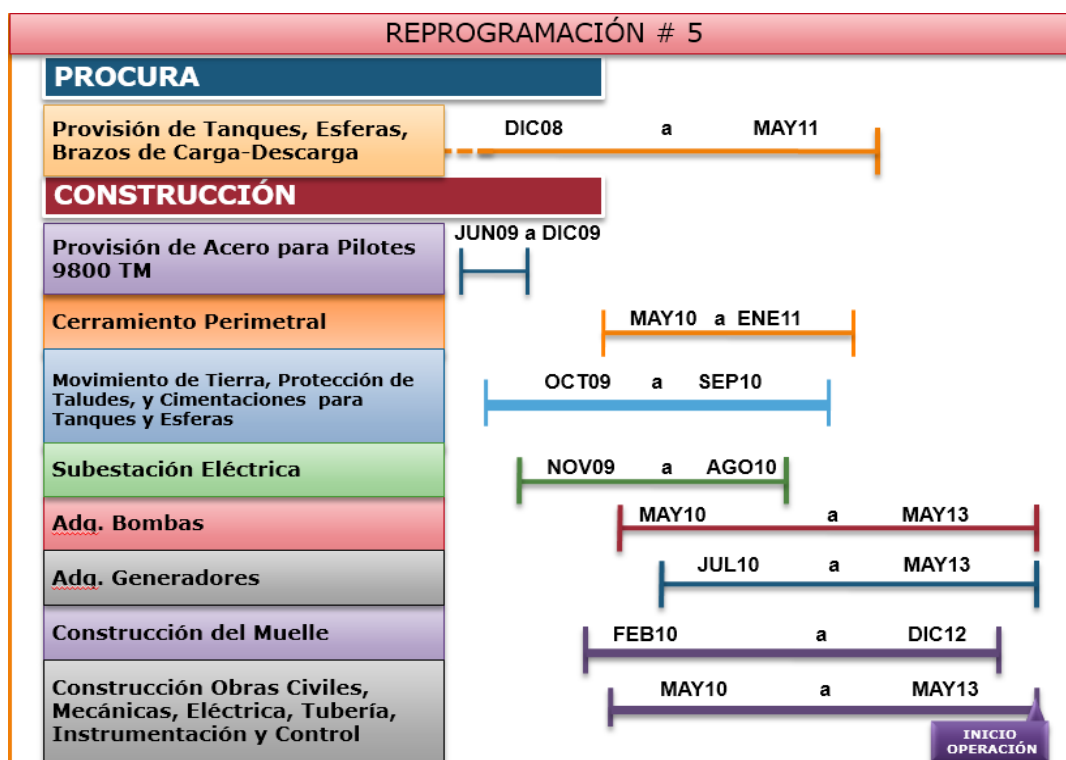 REPROGRAMACIÓN # 5
PROCURA
Provisión de Tanques, Esferas,
Brazos de Carga-Descarga
DIC08 a MAY11
CONSTRUCCIÓN
Provisión de Acero para Pilotes
9800 TM
JUN09 a DIC09
Cerramiento Perimetral
MAY10 a ENE11
Movimiento de Tierra, Protección de
Taludes, y Cimentaciones para
Tanques y Esferas
OCT09 a SEP10
Subestación Eléctrica
NOV09 a AGO10
Adq. Bombas
MAY10 a MAY13
Adq. Generadores
JUL10 a MAY13
Construcción del Muelle
FEB10 a DIC12
Construcción Obras Civiles,
Mecánicas, Eléctrica, Tubería,
Instrumentación y Control
MAY10 a MAY13
INICIO
OPERACIÓN